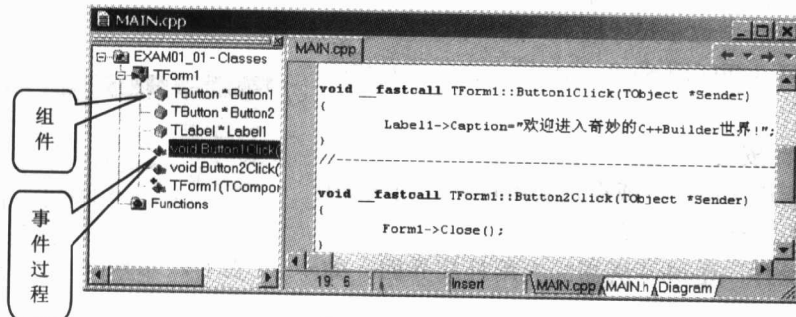 MAIN.cpp
EXAM01_01 - Classes
TForm1
TButton * Button1
TButton * Button2
TLabel * Label1
void Button1Click(
void Button2Click(
TForm1(TCompor
Functions
组件
事件过程
MAIN.cpp
void __fastcall TForm1::Button1Click(TObject *Sender)
{
Label1->Caption="欢迎进入奇妙的C++Builder世界!";
}
//--------------------------------------------------------------
void __fastcall TForm1::Button2Click(TObject *Sender)
{
Form1->Close();
}
19: 6
Insert
MAIN.cpp
MAIN.h
Diagram